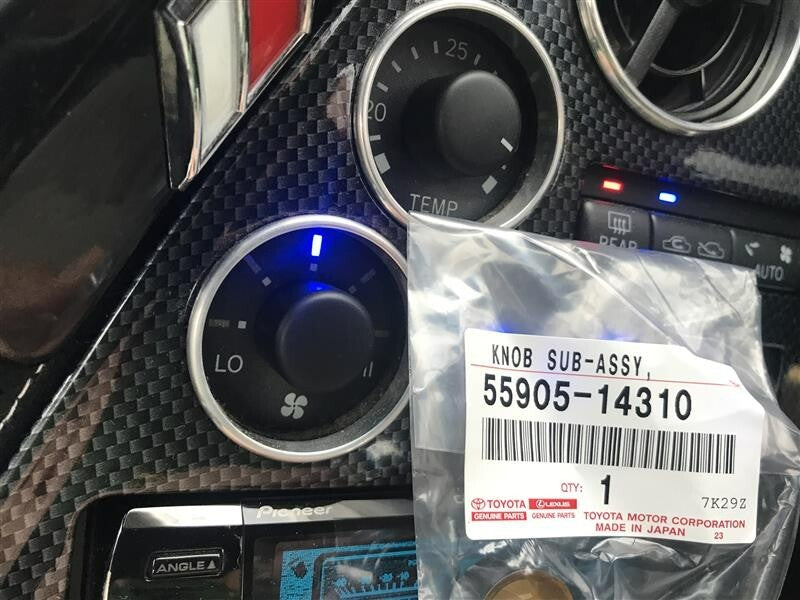 25
20
TEMP
REAR
AUTO
LO
HI
Pioneer
ANGLE▲
KNOB SUB-ASSY,
55905-14310
QTY: 1
7K29Z
TOYOTA
GENUINE PARTS
LEXUS
GENUINE PARTS
TOYOTA MOTOR CORPORATION
MADE IN JAPAN
23